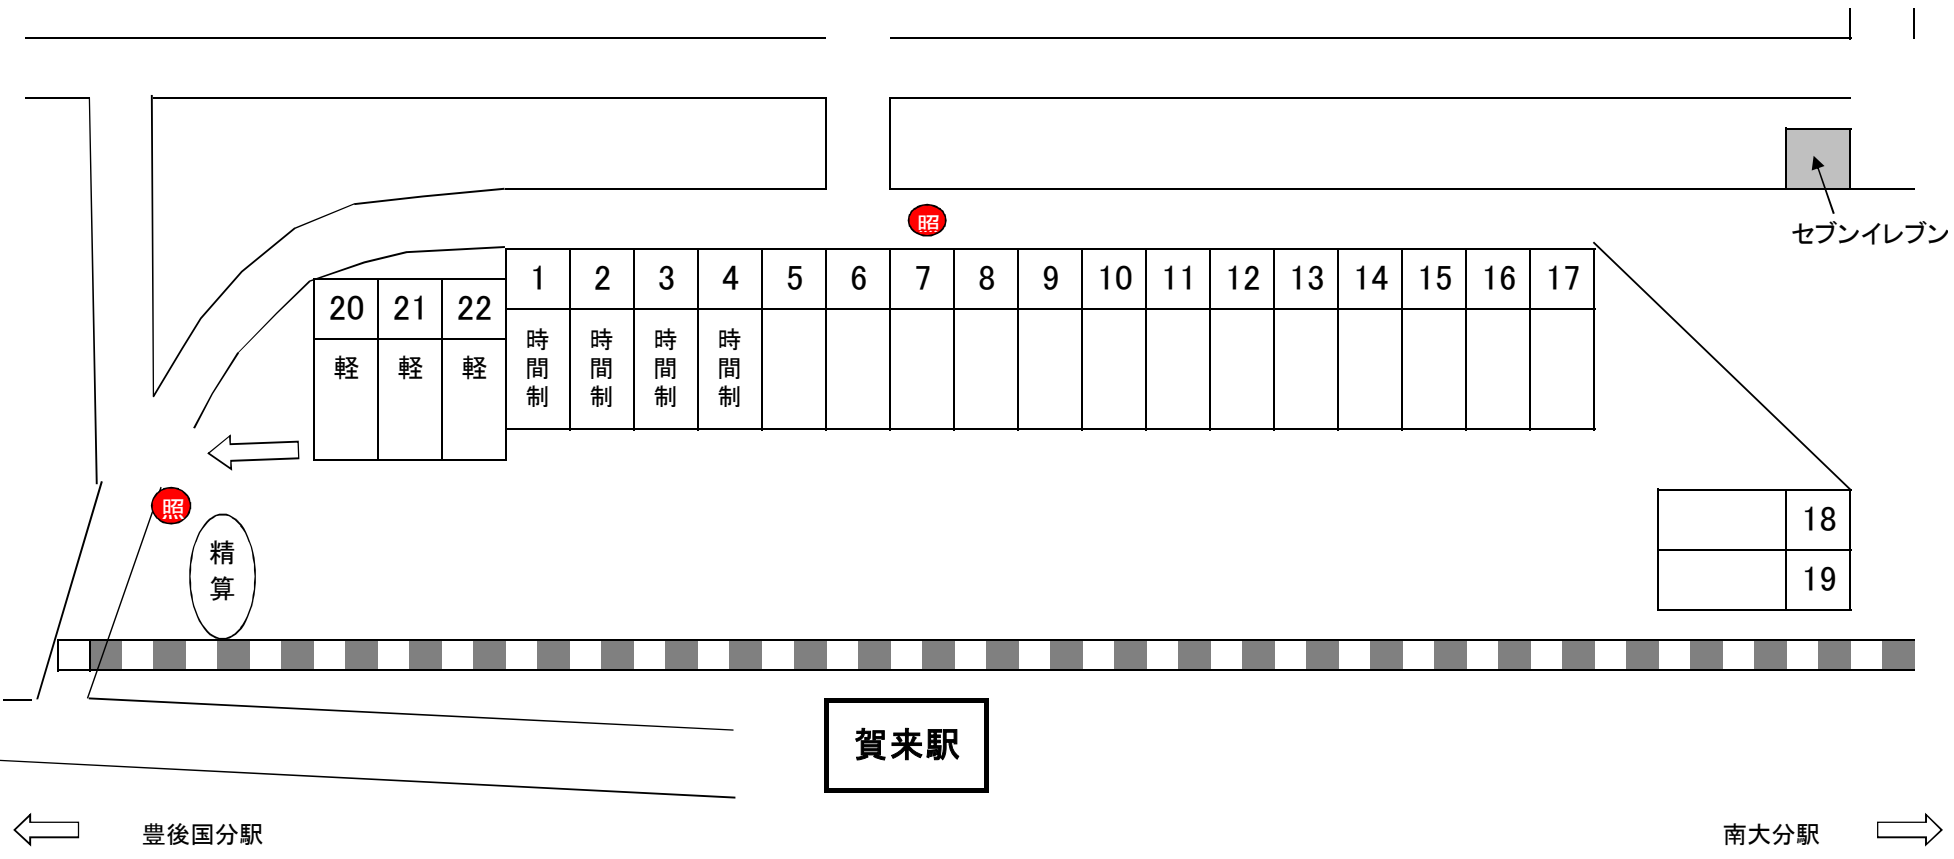 照
セブンイレブン
1 2 3 4 5 6 7 8 9 10 11 12 13 14 15 16 17
20 21 22
時間制 時間制 時間制 時間制
軽 軽 軽
照
精算
18
19
賀来駅
豊後国分駅
南大分駅